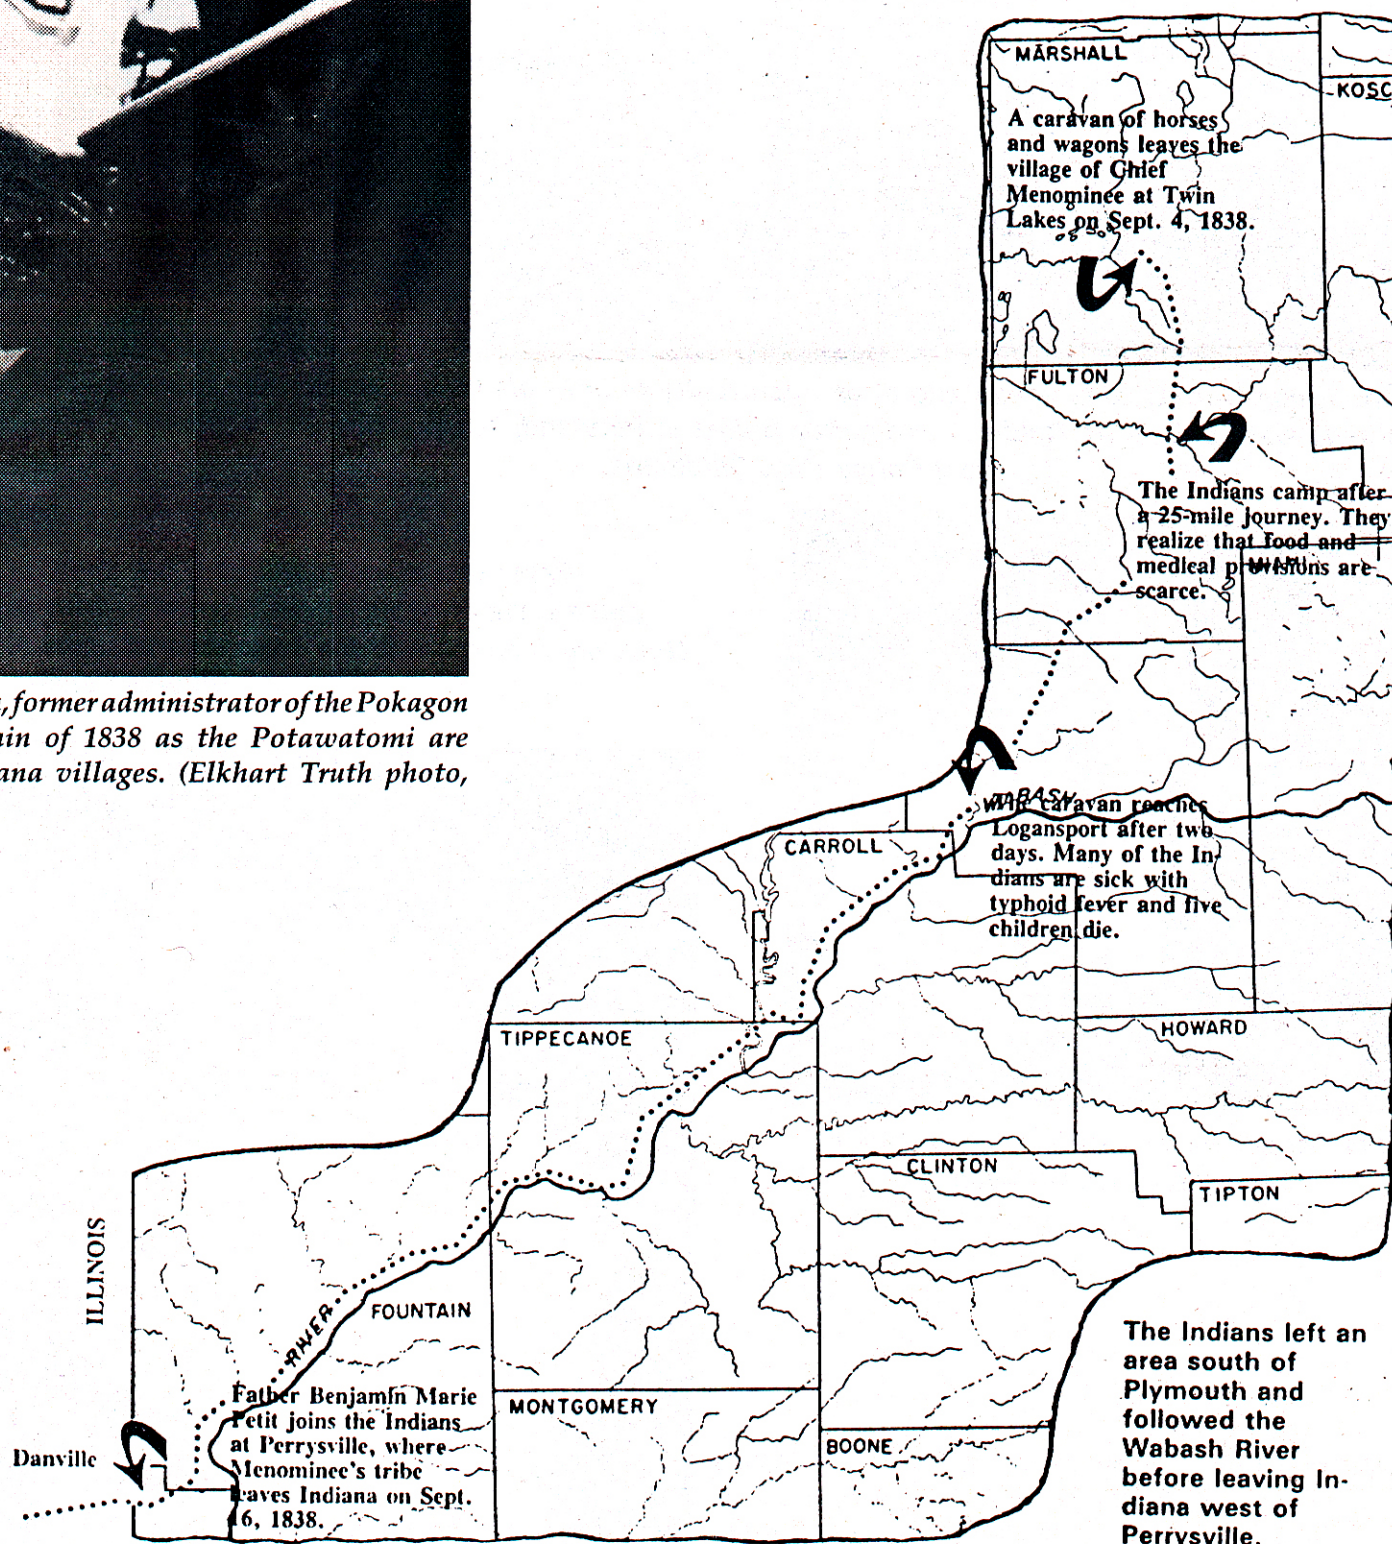 , former administrator of the Pokagon
ain of 1838 as the Potawatomi are
ana villages. (Elkhart Truth photo,
MARSHALL
KOSC
A caravan of horses
and wagons leaves the
village of Chief
Menominee at Twin
Lakes on Sept. 4, 1838.
FULTON
The Indians camp after
a 25-mile journey. They
realize that food and
medical provisions are
scarce.
MIAMI
WABASH
The caravan reaches
Logansport after two
days. Many of the In-
dians are sick with
typhoid fever and five
children die.
CARROLL
TIPPECANOE
HOWARD
CLINTON
TIPTON
ILLINOIS
FOUNTAIN
RIVER
Father Benjamin Marie
Petit joins the Indians
at Perrysville, where
Menominee's tribe
leaves Indiana on Sept.
16, 1838.
Danville
MONTGOMERY
BOONE
The Indians left an
area south of
Plymouth and
followed the
Wabash River
before leaving In-
diana west of
Perrysville.